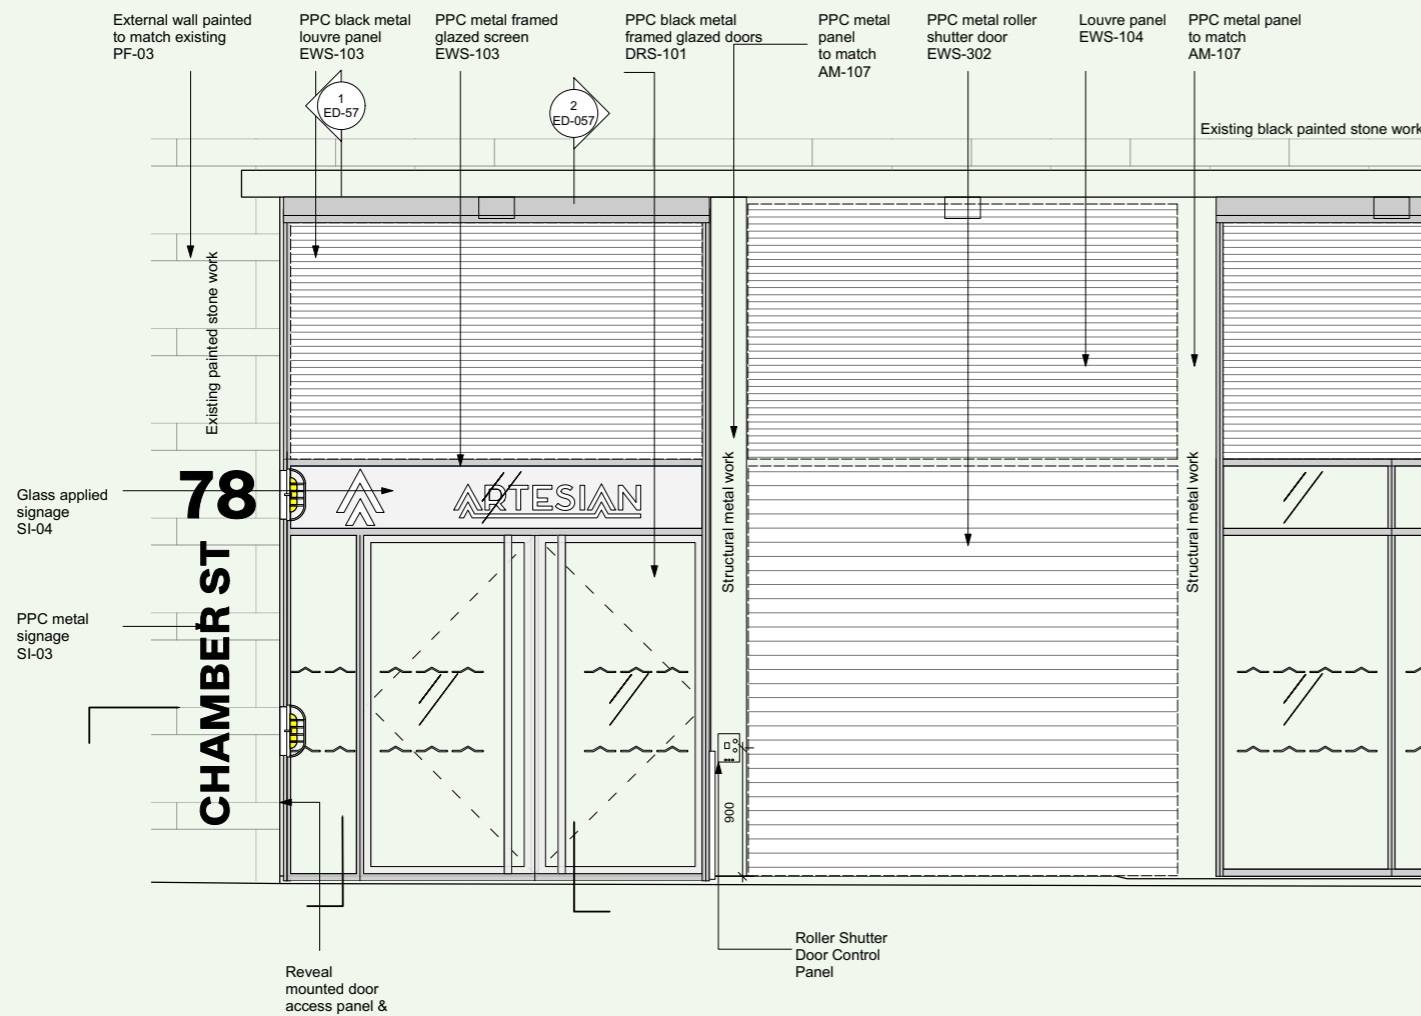 External wall painted
to match existing
PF-03
PPC black metal
louvre panel
EWS-103
PPC metal framed
glazed screen
EWS-103
PPC black metal
framed glazed doors
DRS-101
PPC metal
panel
to match
AM-107
PPC metal roller
shutter door
EWS-302
Louvre panel
EWS-104
PPC metal panel
to match
AM-107
1
ED-57
2
ED-057
Existing black painted stone work
Existing painted stone work
78
CHAMBER ST
ARTESIAN
Glass applied
signage
SI-04
PPC metal
signage
SI-03
Structural metal work
Structural metal work
900
Roller Shutter
Door Control
Panel
Reveal
mounted door
access panel &